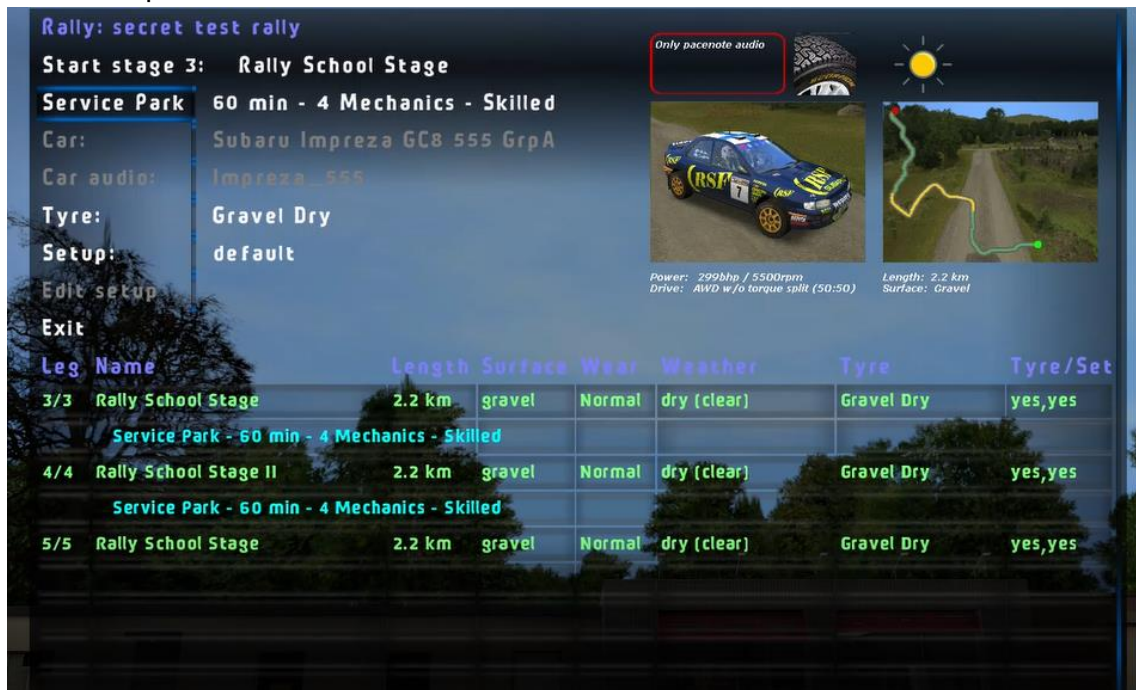 Rally: secret test rally
Start stage 3: Rally School Stage
Service Park 60 min - 4 Mechanics - Skilled
Car: Subaru Impreza GC8 555 GrpA
Car audio: Impreza_555
Tyre: Gravel Dry
Setup: default
Edit setup
Exit
Only pacenote audio
RSF
7
RSF
Power: 299bhp / 5500rpm
Drive: AWD w/o torque split (50:50)
Length: 2.2 km
Surface: Gravel
Leg Name Length Surface Wear Weather Tyre Tyre/Set
3/3 Rally School Stage 2.2 km gravel Normal dry (clear) Gravel Dry yes,yes
Service Park - 60 min - 4 Mechanics - Skilled
4/4 Rally School Stage II 2.2 km gravel Normal dry (clear) Gravel Dry yes,yes
Service Park - 60 min - 4 Mechanics - Skilled
5/5 Rally School Stage 2.2 km gravel Normal dry (clear) Gravel Dry yes,yes